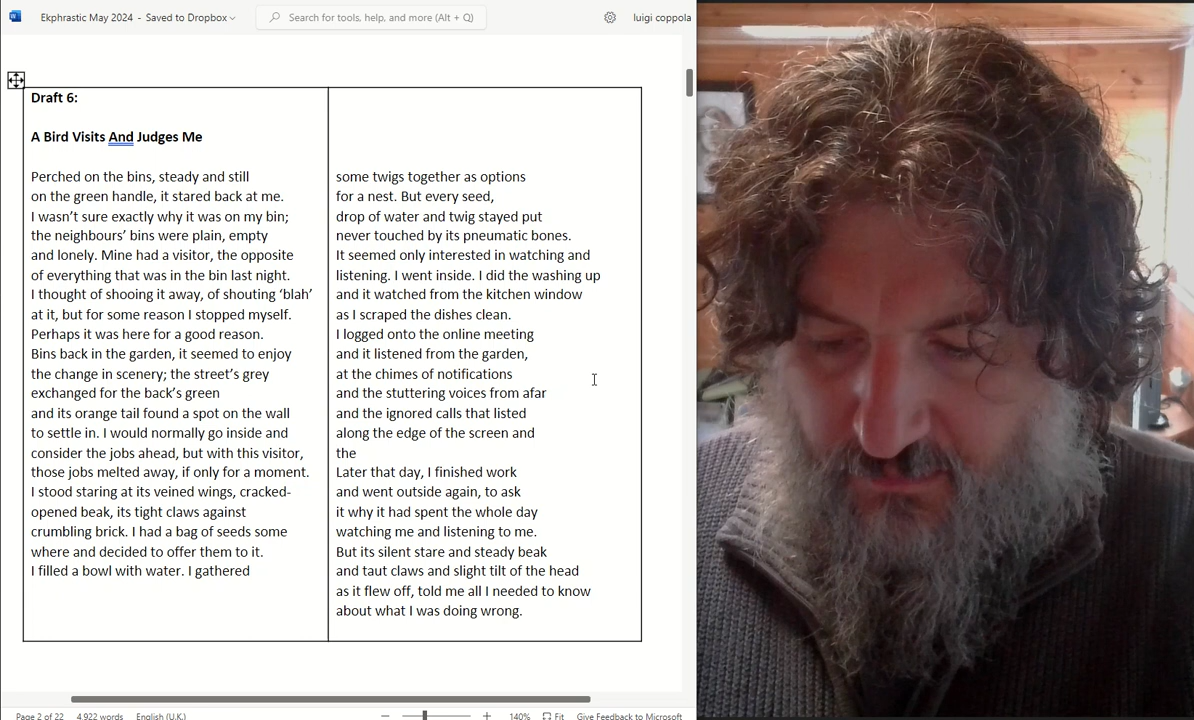 Ekphrastic May 2024 - Saved to Dropbox
Search for tools, help, and more (Alt + Q)
luigi coppola
Draft 6:
A Bird Visits And Judges Me
Perched on the bins, steady and still
on the green handle, it stared back at me.
I wasn’t sure exactly why it was on my bin;
the neighbours’ bins were plain, empty
and lonely. Mine had a visitor, the opposite
of everything that was in the bin last night.
I thought of shooing it away, of shouting ‘blah’
at it, but for some reason I stopped myself.
Perhaps it was here for a good reason.
Bins back in the garden, it seemed to enjoy
the change in scenery; the street’s grey
exchanged for the back’s green
and its orange tail found a spot on the wall
to settle in. I would normally go inside and
consider the jobs ahead, but with this visitor,
those jobs melted away, if only for a moment.
I stood staring at its veined wings, cracked-
opened beak, its tight claws against
crumbling brick. I had a bag of seeds some
where and decided to offer them to it.
I filled a bowl with water. I gathered
some twigs together as options
for a nest. But every seed,
drop of water and twig stayed put
never touched by its pneumatic bones.
It seemed only interested in watching and
listening. I went inside. I did the washing up
and it watched from the kitchen window
as I scraped the dishes clean.
I logged onto the online meeting
and it listened from the garden,
at the chimes of notifications
and the stuttering voices from afar
and the ignored calls that listed
along the edge of the screen and
the
Later that day, I finished work
and went outside again, to ask
it why it had spent the whole day
watching me and listening to me.
But its silent stare and steady beak
and taut claws and slight tilt of the head
as it flew off, told me all I needed to know
about what I was doing wrong.
Page 2 of 22 4,922 words English (U.K.) 140% Fit Give Feedback to Microsoft